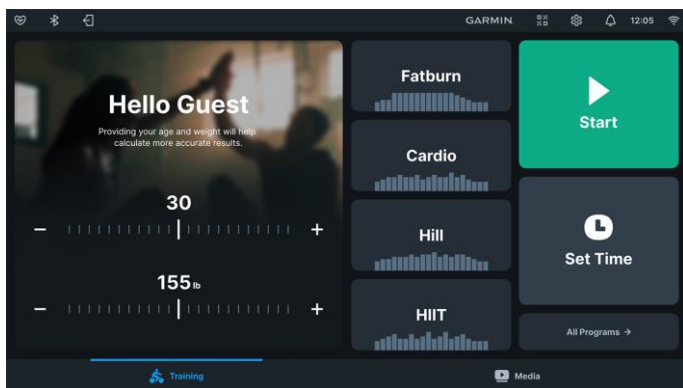 GARMIN
12:05
Hello Guest
Providing your age and weight will help
calculate more accurate results.
30
155 lb
Fatburn
Cardio
Hill
HIIT
Start
Set Time
All Programs →
Training
Media